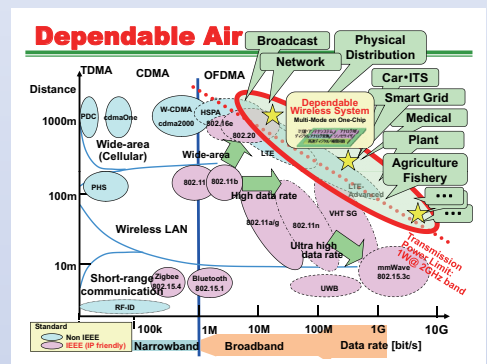 Dependable Air
Broadcast
Network
Physical
Distribution
Car•ITS
Smart Grid
Medical
Plant
Agriculture
Fishery
...
...
TDMA
CDMA
OFDMA
Distance
1000m
100m
10m
PDC
cdmaOne
W-CDMA
cdma2000
HSPA
802.16e
802.20
LTE
LTE-
Advanced
Dependable
Wireless System
Multi-Mode on One-Chip
Wide-area
(Cellular)
Wide-area
PHS
802.11
802.11b
High data rate
802.11a/g
802.11n
VHT SG
Wireless LAN
Ultra high
data rate
Transmission
Power Limit:
1W@ 2GHz band
Short-range
communication
Zigbee
802.15.4
Bluetooth
802.15.1
UWB
mmWave
802.15.3c
RF-ID
Standard
Non IEEE
IEEE (IP friendly)
100k
1M
10M
100M
10G
Narrowband
Broadband
Data rate [bit/s]